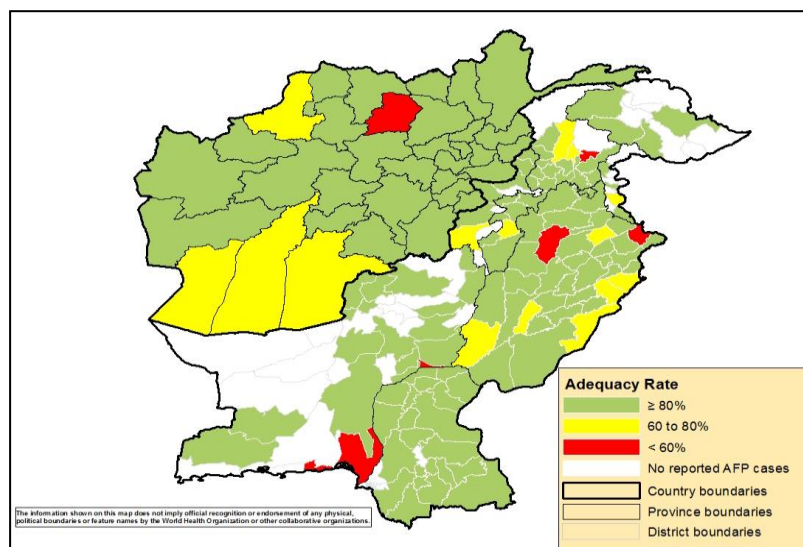 Adequacy Rate
≥ 80%
60 to 80%
< 60%
No reported AFP cases
Country boundaries
Province boundaries
District boundaries
The information shown on this map does not imply official recognition or endorsement of any physical,
political boundaries or feature names by the World Health Organization or other collaborative organizations.